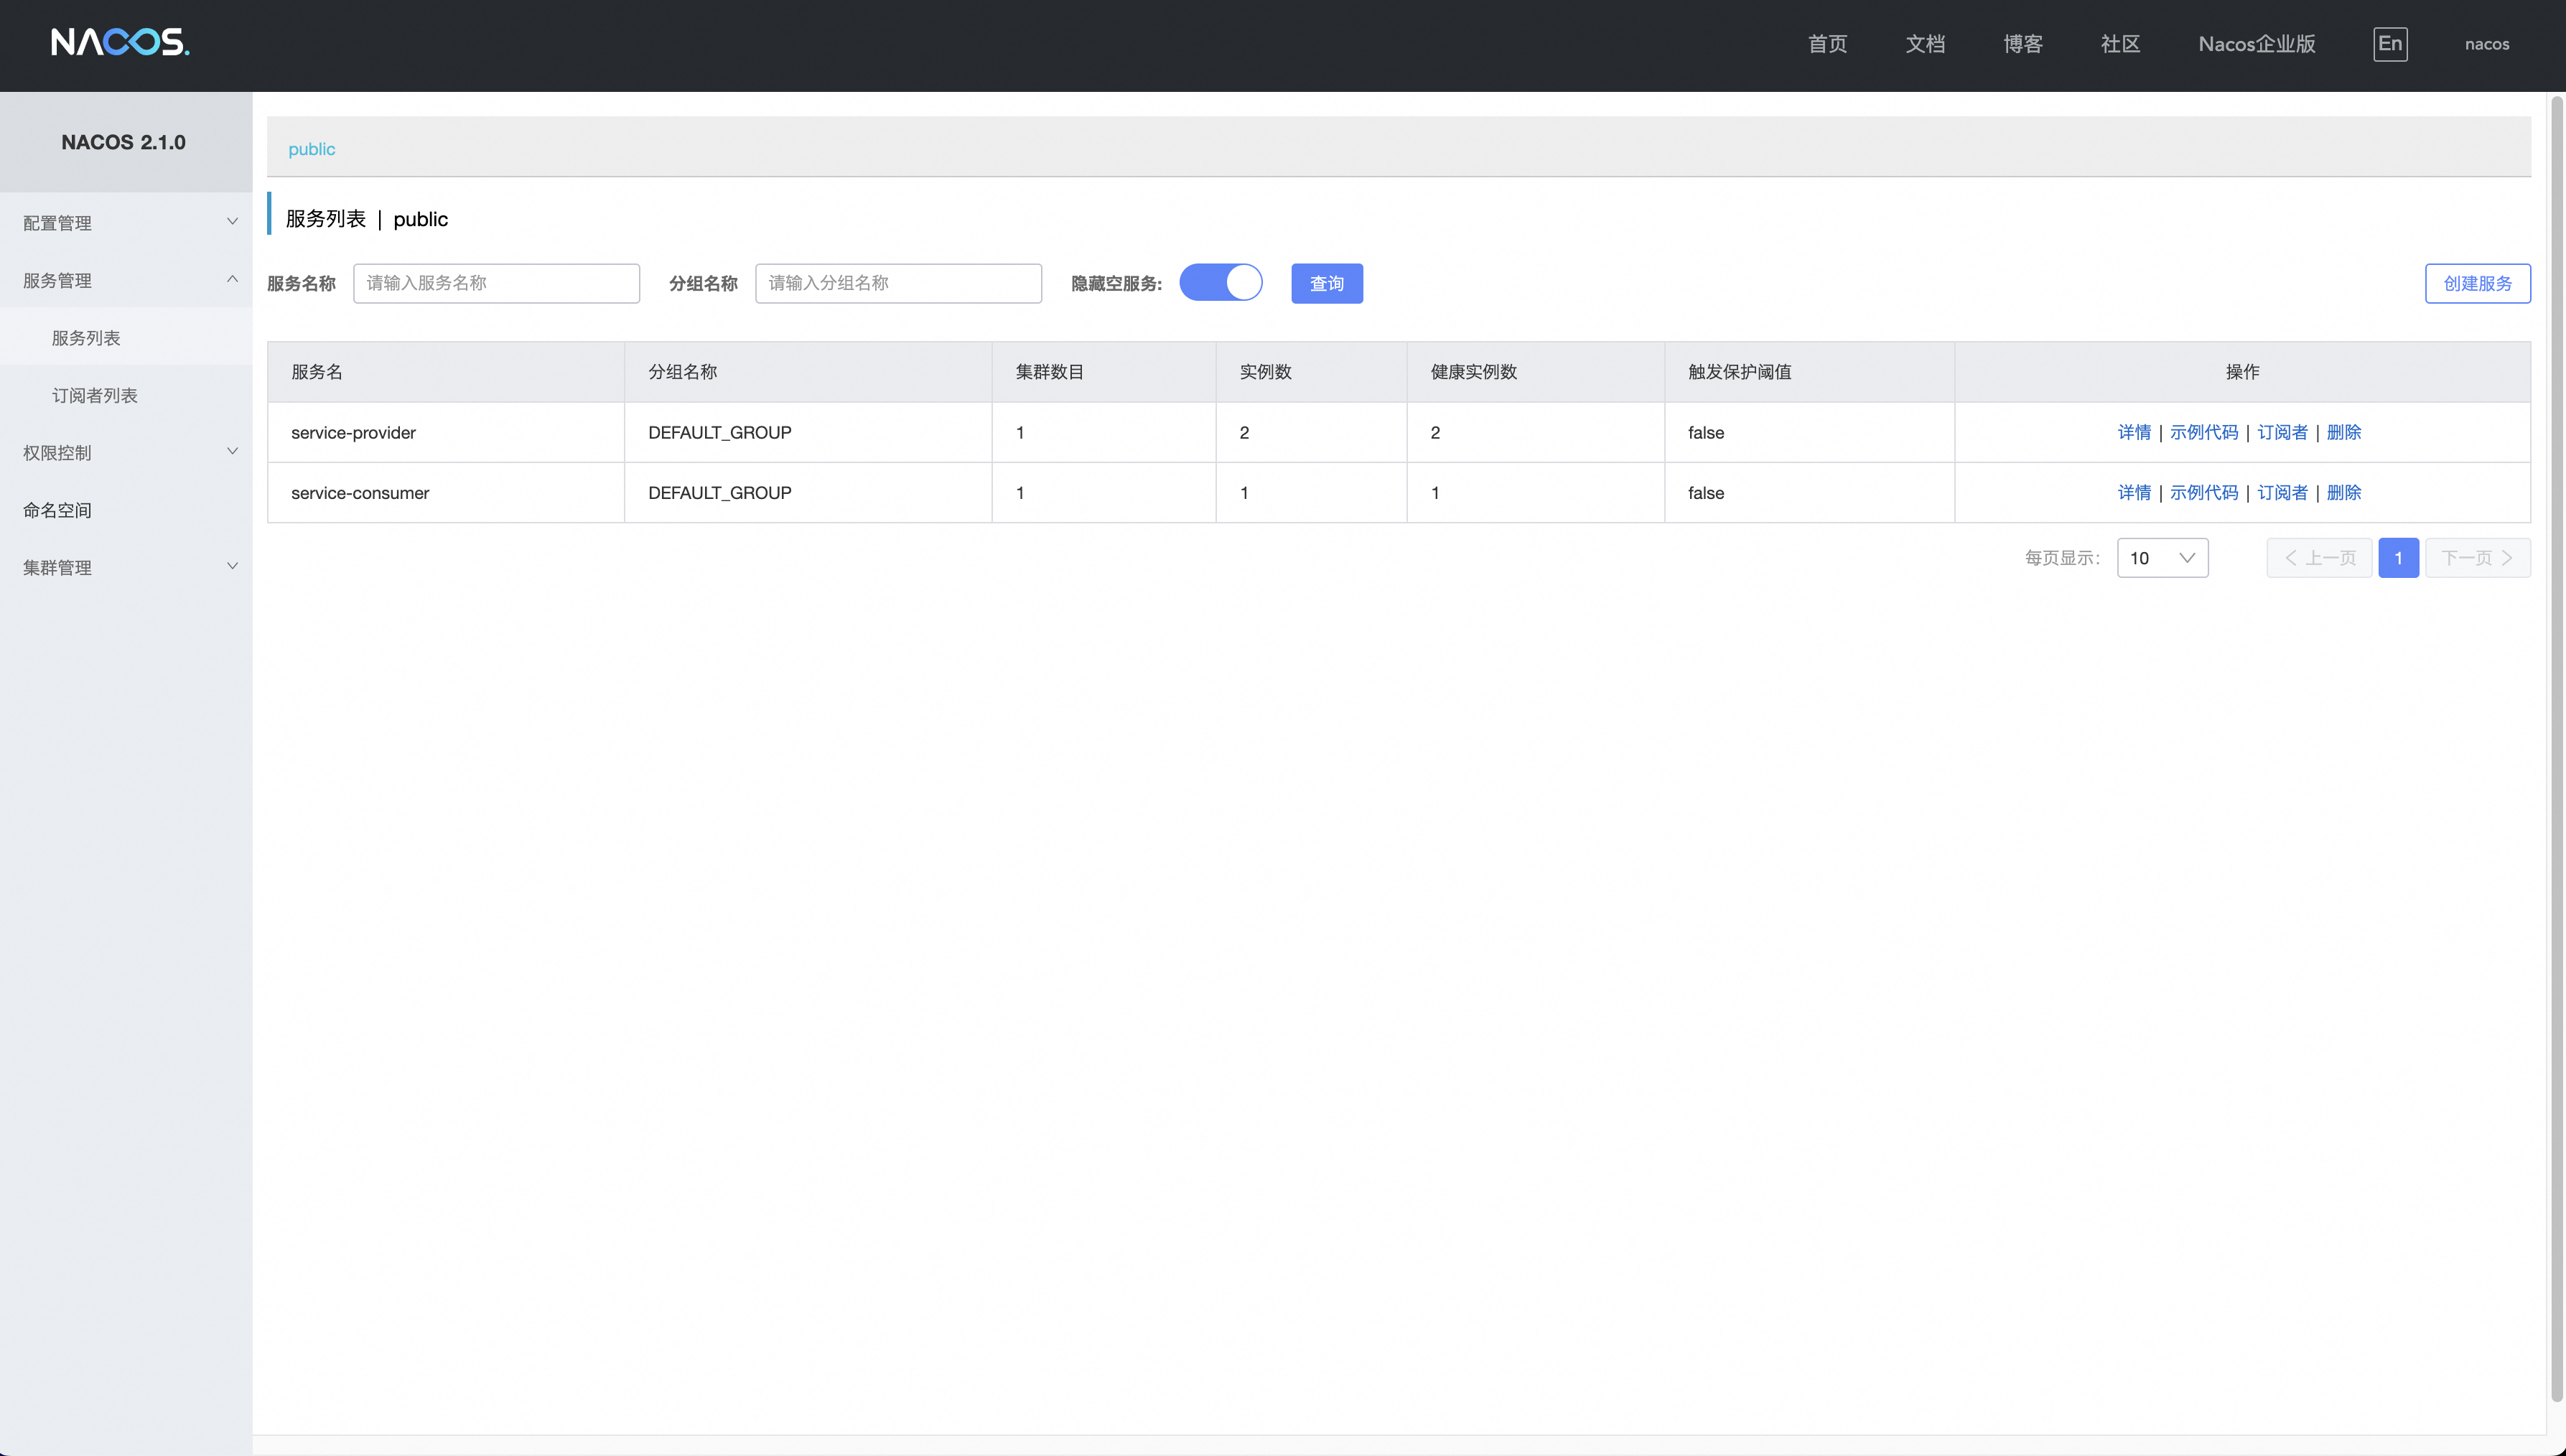 NACOS. 首页 文档 博客 社区 Nacos企业版 En nacos
NACOS 2.1.0
配置管理
服务管理
服务列表
订阅者列表
权限控制
命名空间
集群管理
public
服务列表 | public
服务名称 请输入服务名称 分组名称 请输入分组名称 隐藏空服务: 查询 创建服务
服务名 分组名称 集群数目 实例数 健康实例数 触发保护阈值 操作
service-provider DEFAULT_GROUP 1 2 2 false 详情 | 示例代码 | 订阅者 | 删除
service-consumer DEFAULT_GROUP 1 1 1 false 详情 | 示例代码 | 订阅者 | 删除
每页显示: 10 上一页 1 下一页